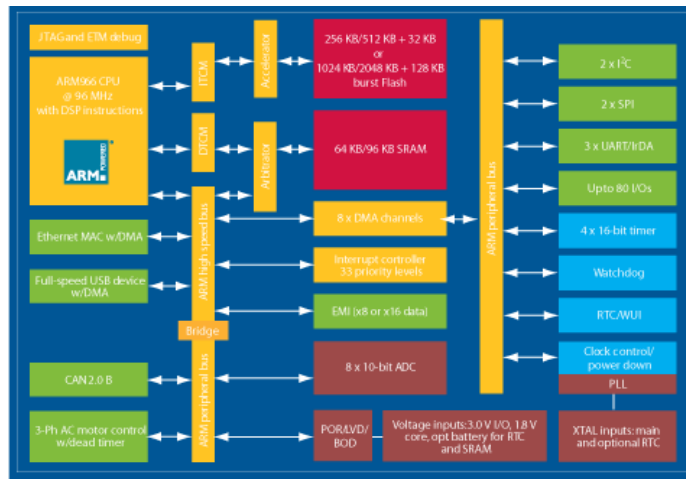 JTAGand ETM debug
ARM966 CPU
@ 96 MHz
with DSP instructions
ARM
POWERED
ITCM
DTCM
Accelerator
Arbitrator
256 KB/512 KB + 32 KB
or
1024 KB/2048 KB + 128 KB
burst Flash
64 KB/96 KB SRAM
Ethernet MAC w/DMA
Full-speed USB device
w/DMA
CAN 2.0 B
3-Ph AC motor control
w/dead timer
ARM high speed bus
Bridge
ARM peripheral bus
8 x DMA channels
Interrupt controller
33 priority levels
EMI (x8 or x16 data)
8 x 10-bit ADC
POR/LVD/
BOD
Voltage inputs:3.0 V I/O, 1.8 V
core, opt battery for RTC
and SRAM
ARM peripheral bus
2 x I²C
2 x SPI
3 x UART/IrDA
Upto 80 I/Os
4 x 16-bit timer
Watchdog
RTC/WUI
Clock control/
power down
PLL
XTAL inputs: main
and optional RTC